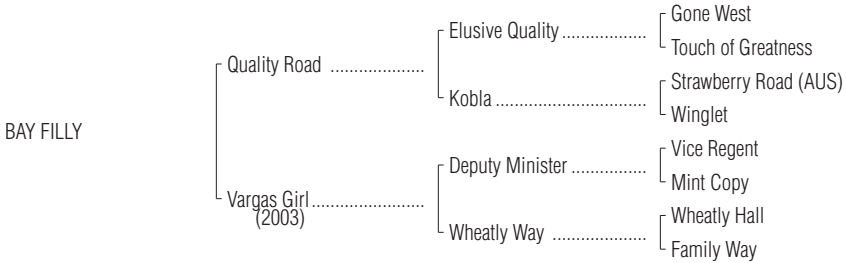 BAY FILLY
Quality Road ....................
Vargas Girl ........................
(2003)
Elusive Quality ..................
Kobla ................................
Deputy Minister ................
Wheatly Way ....................
Gone West
Touch of Greatness
Strawberry Road (AUS)
Winglet
Vice Regent
Mint Copy
Wheatly Hall
Family Way